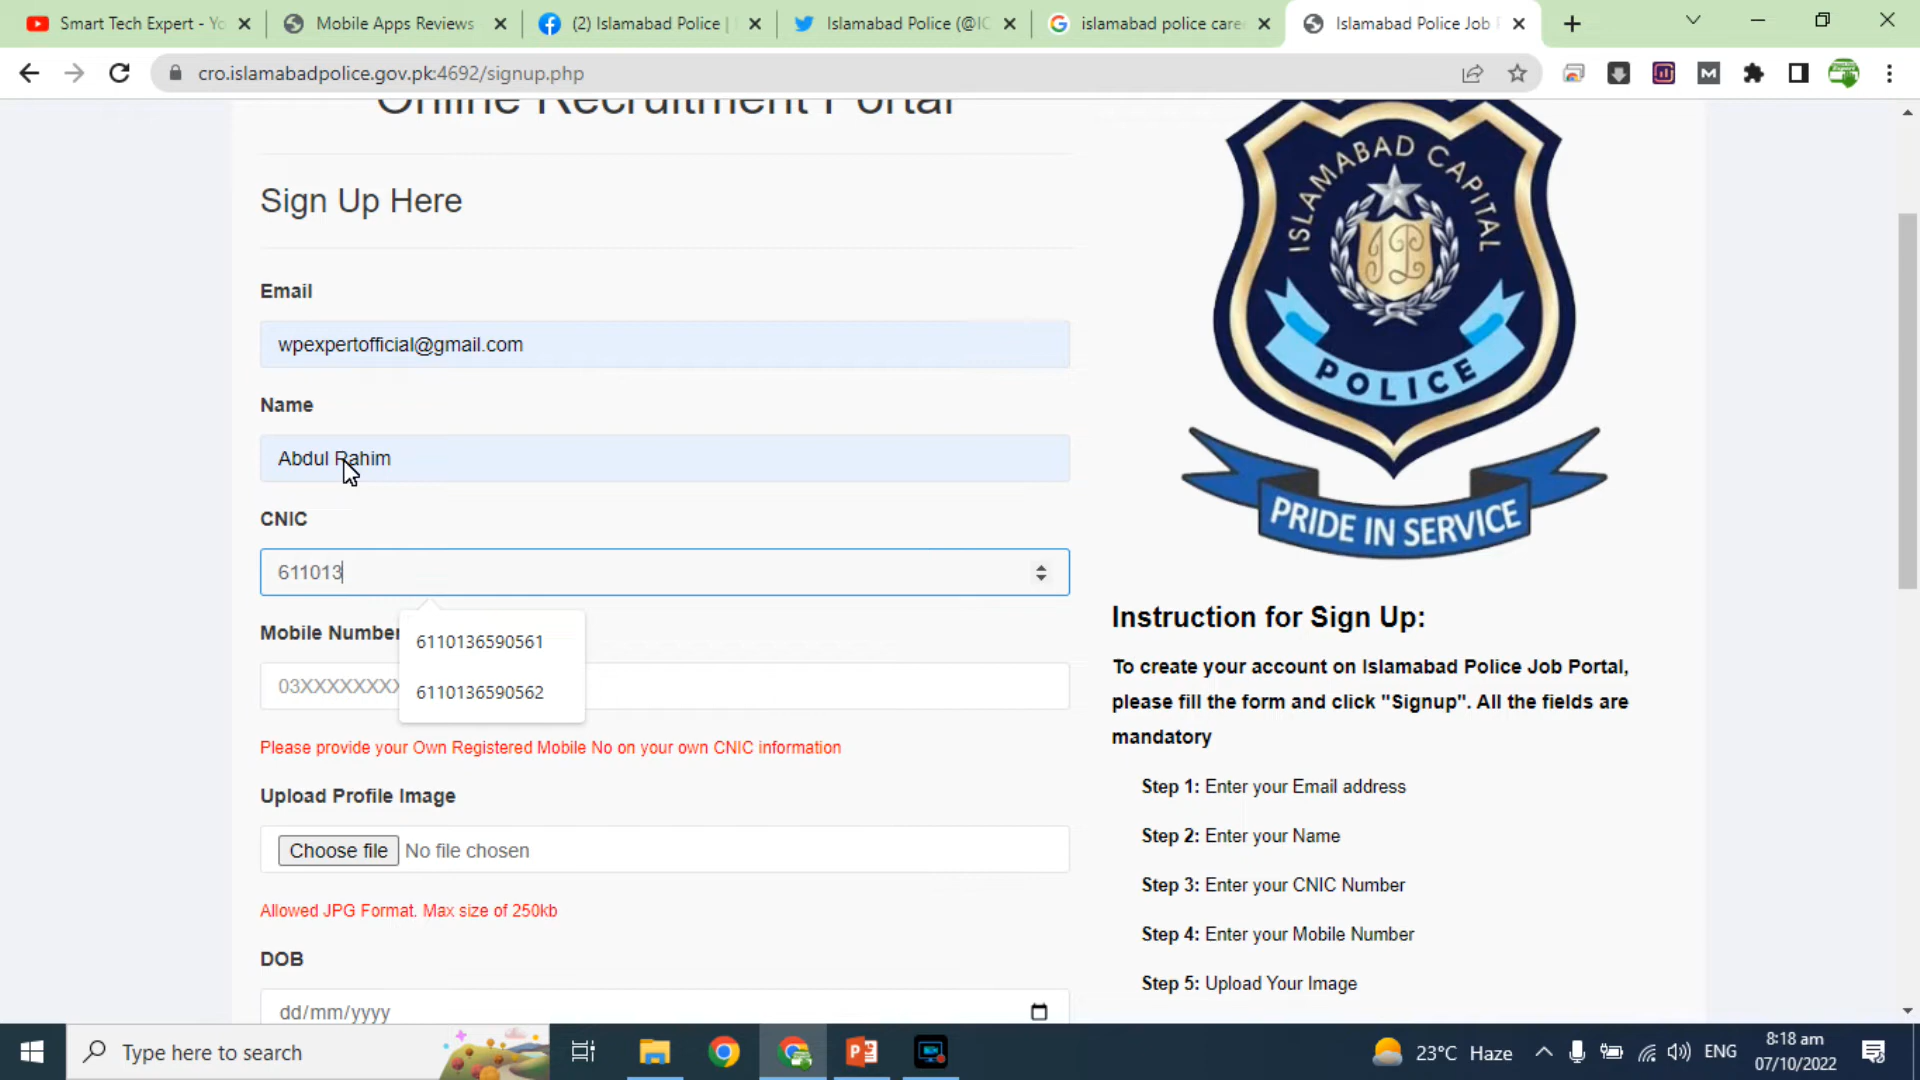 Smart Tech Expert - Yo
Mobile Apps Reviews
(2) Islamabad Police |
Islamabad Police (@IC
islamabad police care
Islamabad Police Job P
cro.islamabadpolice.gov.pk:4692/signup.php
Online Recruitment Portal
Sign Up Here
Email
wpexpertofficial@gmail.com
Name
Abdul Rahim
CNIC
611013
6110136590561
6110136590562
Mobile Number
03XXXXXXXX
Please provide your Own Registered Mobile No on your own CNIC information
Upload Profile Image
Choose file No file chosen
Allowed JPG Format. Max size of 250kb
DOB
dd/mm/yyyy
ISLAMABAD CAPITAL
POLICE
PRIDE IN SERVICE
Instruction for Sign Up:
To create your account on Islamabad Police Job Portal,
please fill the form and click "Signup". All the fields are
mandatory
Step 1: Enter your Email address
Step 2: Enter your Name
Step 3: Enter your CNIC Number
Step 4: Enter your Mobile Number
Step 5: Upload Your Image
Type here to search
23°C Haze
ENG
8:18 am
07/10/2022